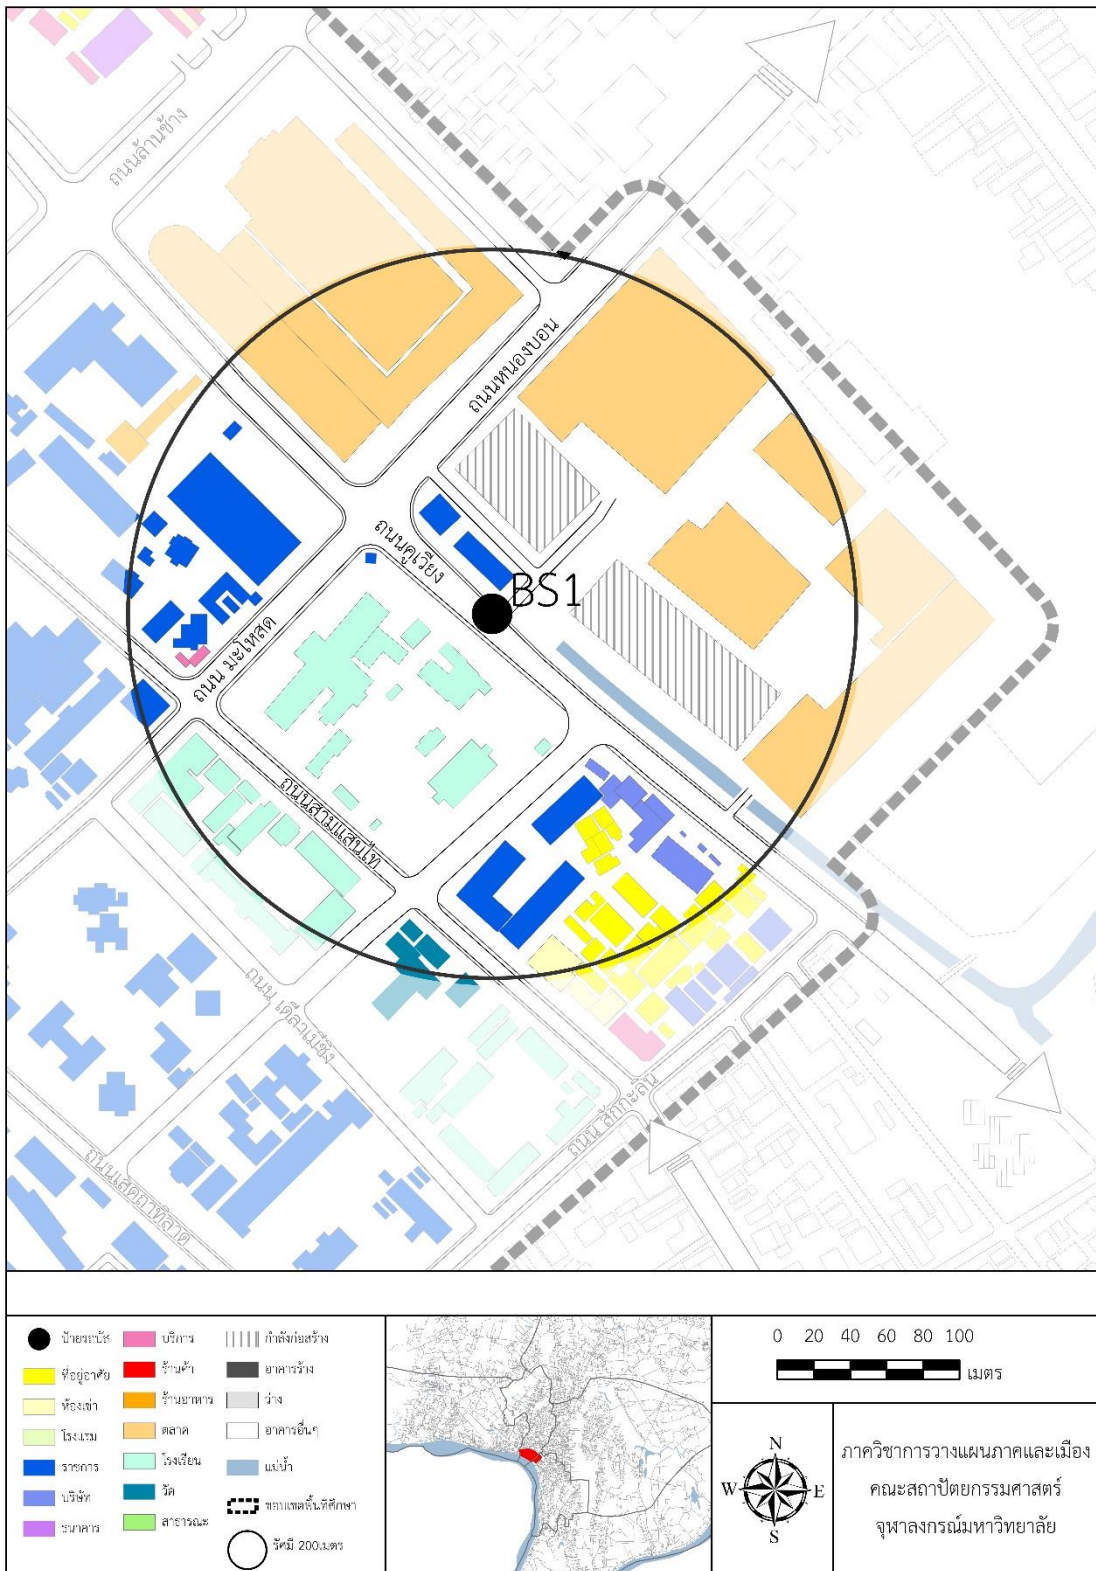 ถนนล้านช้าง
ถนนหนองบอน
ถนนคูเวียง
BS1
ถนน มะโหสด
ถนนสามแสนไท
ถนน สักกะลิน
ถนนเสดถาทิลาด
ป้ายรถบัส
ที่อยู่อาศัย
ห้องเช่า
โรงแรม
ราชการ
บริษัท
ธนาคาร
บริการ
ร้านค้า
ร้านอาหาร
ตลาด
โรงเรียน
วัด
สาธารณะ
กำลังก่อสร้าง
อาคารร้าง
ว่าง
อาคารอื่นๆ
แม่น้ำ
ขอบเขตพื้นที่ศึกษา
รัศมี 200เมตร
0 20 40 60 80 100
เมตร
N
W E
S
ภาควิชาการวางแผนภาคและเมือง
คณะสถาปัตยกรรมศาสตร์
จุฬาลงกรณ์มหาวิทยาลัย